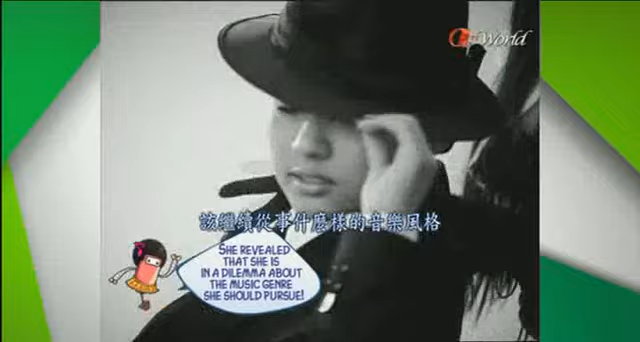 World
該繼續從事什麼樣的音樂風格
SHE REVEALED
THAT SHE IS
IN A DILEMMA ABOUT
THE MUSIC GENRE
SHE SHOULD PURSUE!